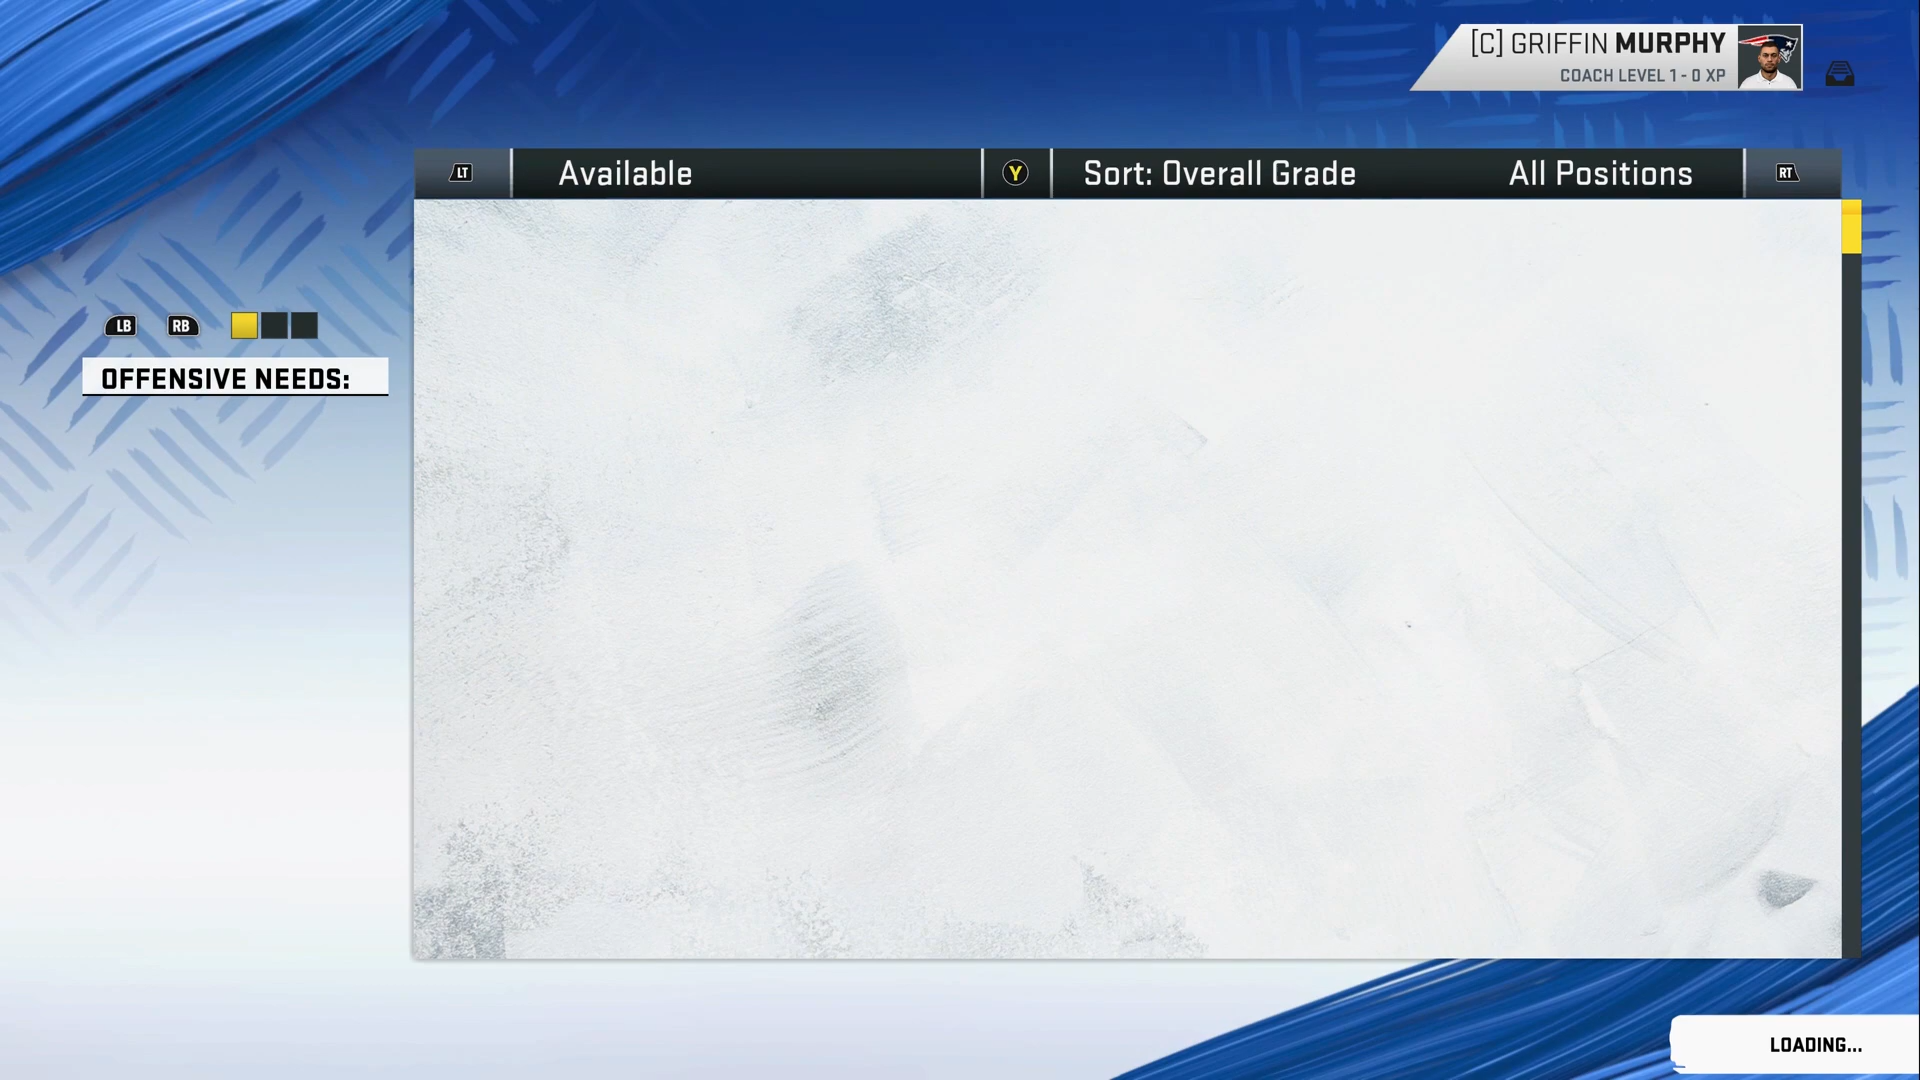 [C] GRIFFIN MURPHY
COACH LEVEL 1 - 0 XP
LT Available Y Sort: Overall Grade All Positions RT
LB RB
OFFENSIVE NEEDS:
LOADING...